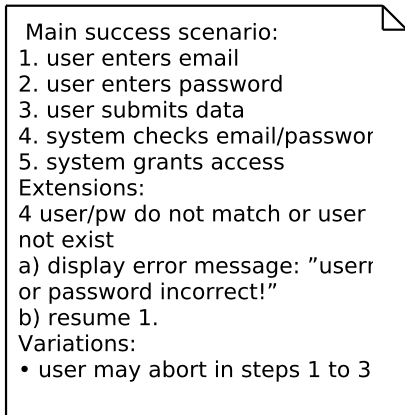 Main success scenario:
1. user enters email
2. user enters password
3. user submits data
4. system checks email/passwor
5. system grants access
Extensions:
4 user/pw do not match or user
not exist
a) display error message: ”usern
or password incorrect!”
b) resume 1.
Variations:
• user may abort in steps 1 to 3